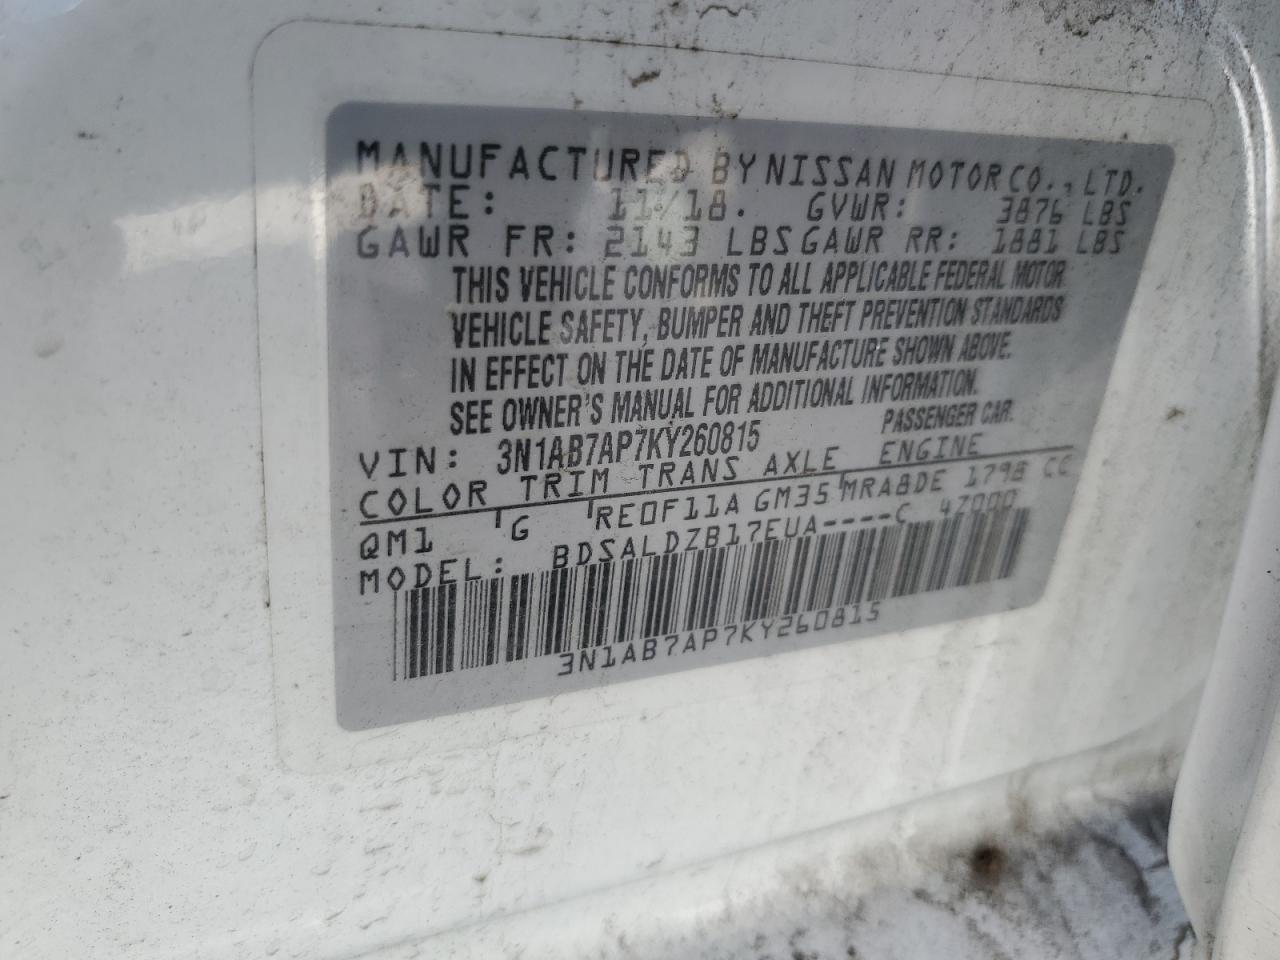 MANUFACTURED BY NISSAN MOTOR CO., LTD.
DATE: 11/18. GVWR: 3876 LBS
GAWR FR: 2143 LBS GAWR RR: 1881 LBS
THIS VEHICLE CONFORMS TO ALL APPLICABLE FEDERAL MOTOR
VEHICLE SAFETY, BUMPER AND THEFT PREVENTION STANDARDS
IN EFFECT ON THE DATE OF MANUFACTURE SHOWN ABOVE.
SEE OWNER'S MANUAL FOR ADDITIONAL INFORMATION.
VIN: 3N1AB7AP7KY260815 PASSENGER CAR.
COLOR TRIM TRANS AXLE ENGINE
QM1 G RE0F11A GM35 MRA8DE 1798 CC
MODEL: BDSALDZB17EUA----C 4Z000
3N1AB7AP7KY260815